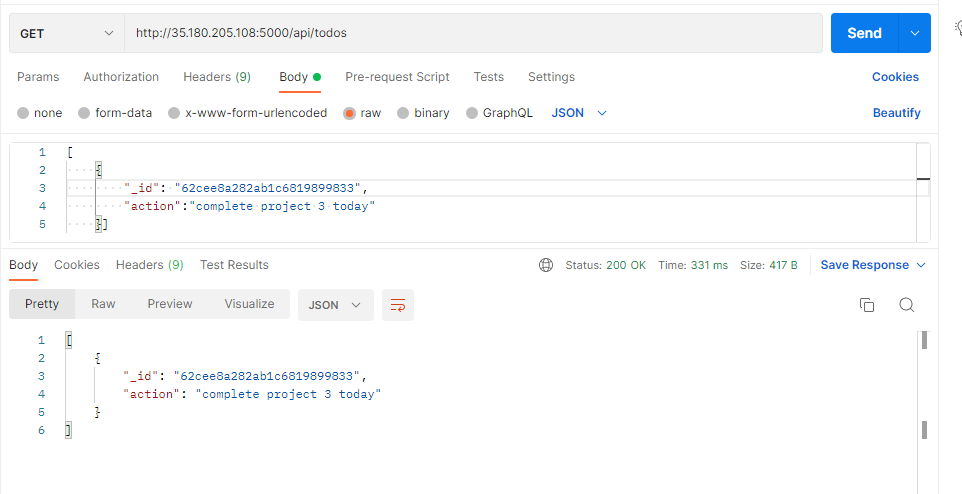 GET http://35.180.205.108:5000/api/todos Send
Params Authorization Headers (9) Body Pre-request Script Tests Settings Cookies
none form-data x-www-form-urlencoded raw binary GraphQL JSON Beautify
1 [
2 {
3 "_id": "62cee8a282ab1c6819899833",
4 "action":"complete project 3 today"
5 }]
Body Cookies Headers (9) Test Results Status: 200 OK Time: 331 ms Size: 417 B Save Response
Pretty Raw Preview Visualize JSON
1 [
2 {
3 "_id": "62cee8a282ab1c6819899833",
4 "action": "complete project 3 today"
5 }
6 ]